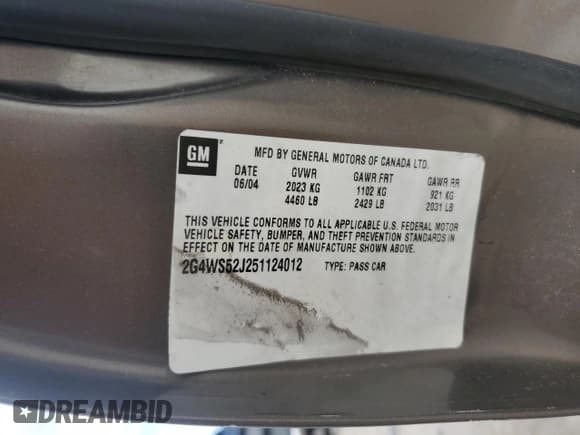 GM
MFD BY GENERAL MOTORS OF CANADA LTD.
DATE GVWR GAWR FRT GAWR RR
06/04 2023 KG 1102 KG 921 KG
4460 LB 2429 LB 2031 LB
THIS VEHICLE CONFORMS TO ALL APPLICABLE U.S. FEDERAL MOTOR
VEHICLE SAFETY, BUMPER, AND THEFT PREVENTION STANDARDS IN
EFFECT ON THE DATE OF MANUFACTURE SHOWN ABOVE.
2G4WS52J251124012 TYPE: PASS CAR
DREAMBID